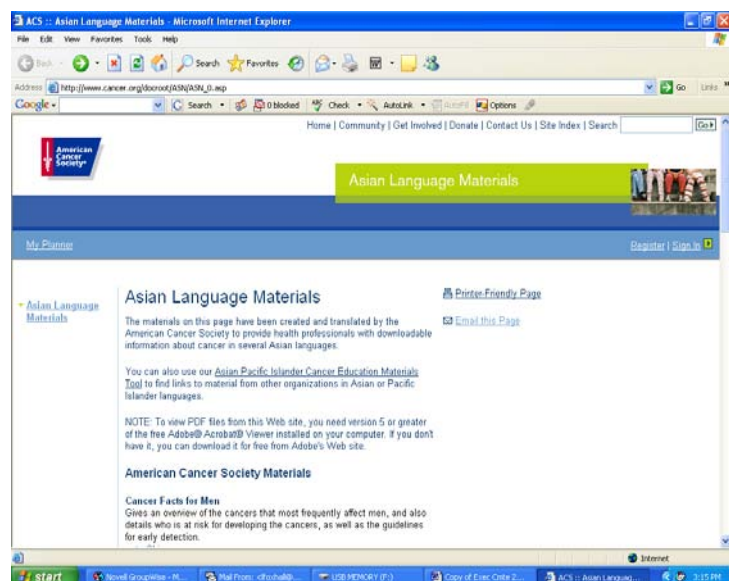 ACS :: Asian Language Materials - Microsoft Internet Explorer
File Edit View Favorites Tools Help
Back Search Favorites
Address http://www.cancer.org/docroot/ASN/ASN_0.asp Go Links
Google Search 0 blocked Check AutoLink AutoFill Options
Home | Community | Get Involved | Donate | Contact Us | Site Index | Search Go
American
Cancer
Society
Asian Language Materials
My Planner Register | Sign In
Asian Language
Materials
Asian Language Materials
The materials on this page have been created and translated by the
American Cancer Society to provide health professionals with downloadable
information about cancer in several Asian languages.
You can also use our Asian Pacific Islander Cancer Education Materials
Tool to find links to material from other organizations in Asian or Pacific
Islander languages.
NOTE: To view PDF files from this Web site, you need version 5 or greater
of the free Adobe® Acrobat® Viewer installed on your computer. If you don't
have it, you can download it for free from Adobe's Web site.
American Cancer Society Materials
Cancer Facts for Men
Gives an overview of the cancers that most frequently affect men, and also
details who is at risk for developing the cancers, as well as the guidelines
for early detection.
Printer-Friendly Page
Email this Page
Internet
start Novell GroupWise - M... Mail From: USB MEMORY (F:) Copy of Exec Cmte 2... ACS :: Asian Languag... 3:15 PM